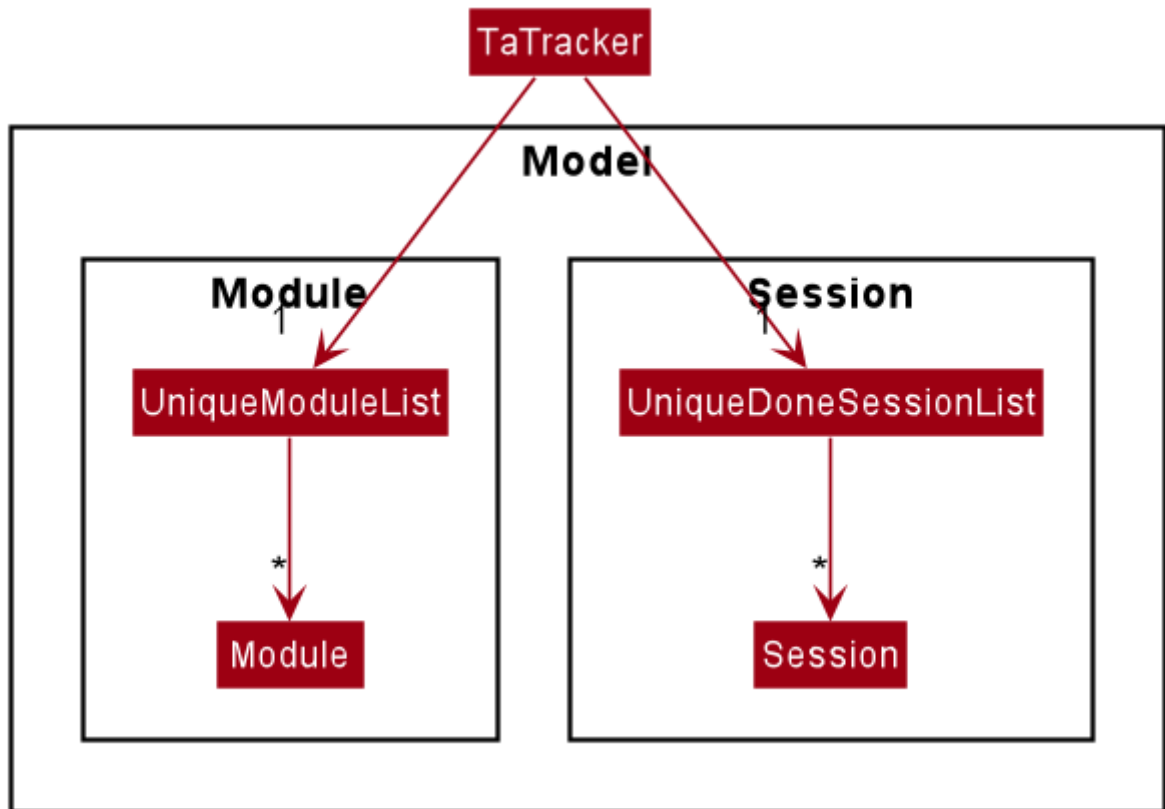 TaTracker
Model
Module
Session
1
1
UniqueModuleList
UniqueDoneSessionList
*
*
Module
Session